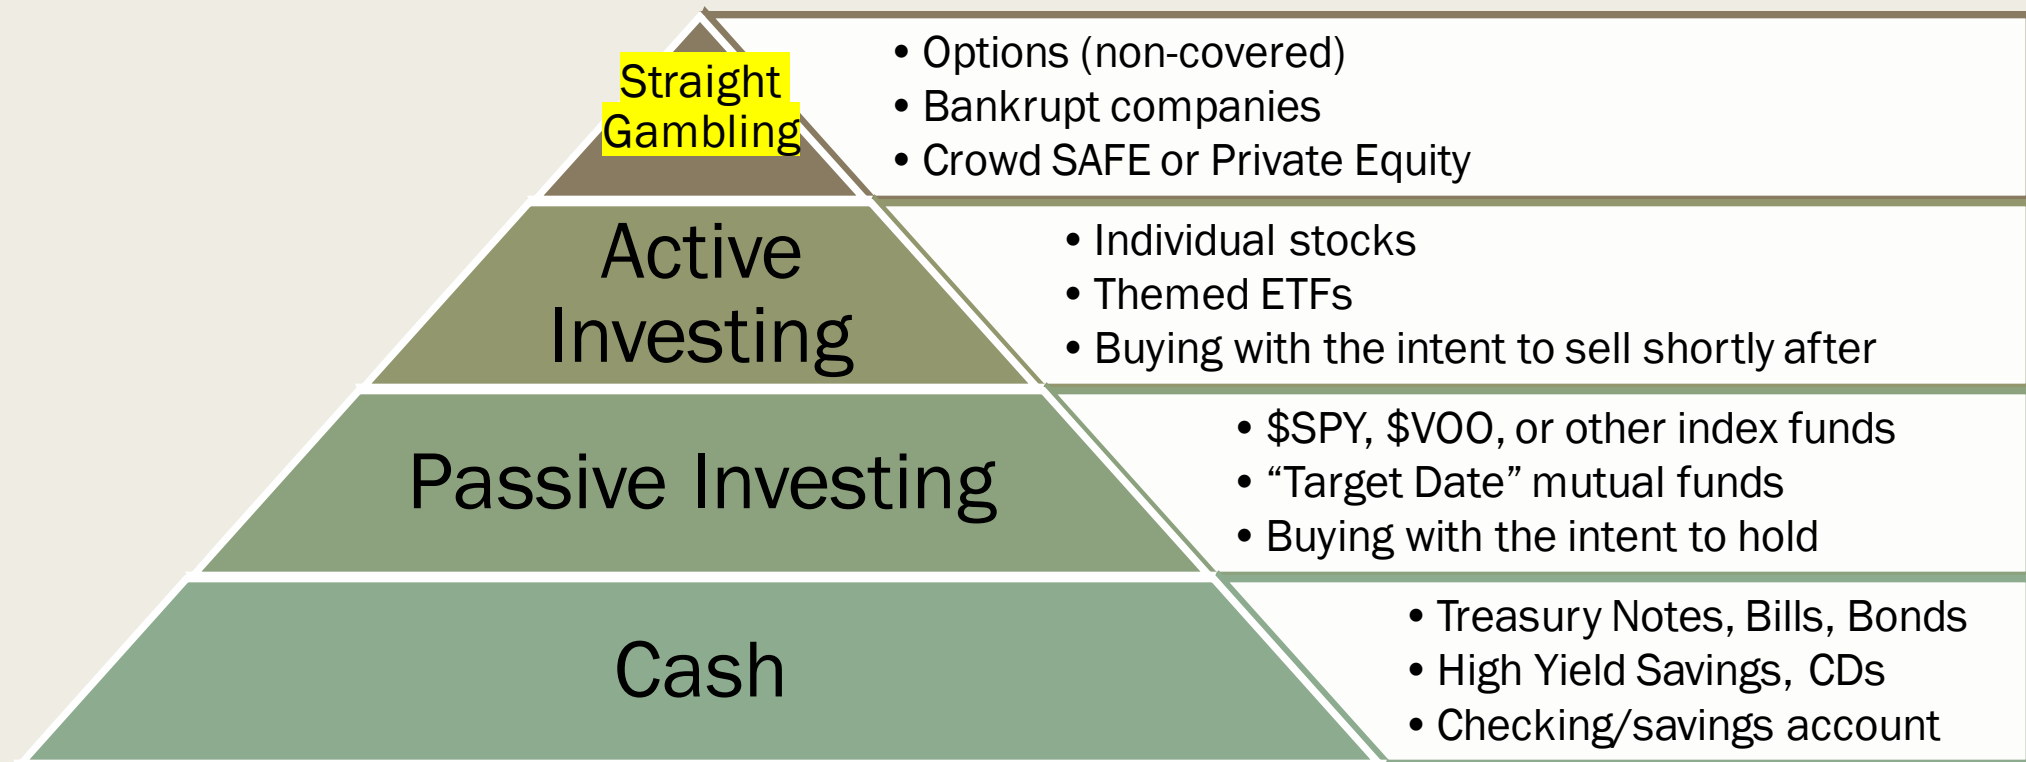 Straight
Gambling
• Options (non-covered)
• Bankrupt companies
• Crowd SAFE or Private Equity
Active
Investing
• Individual stocks
• Themed ETFs
• Buying with the intent to sell shortly after
Passive Investing
• $SPY, $VOO, or other index funds
• “Target Date” mutual funds
• Buying with the intent to hold
Cash
• Treasury Notes, Bills, Bonds
• High Yield Savings, CDs
• Checking/savings account